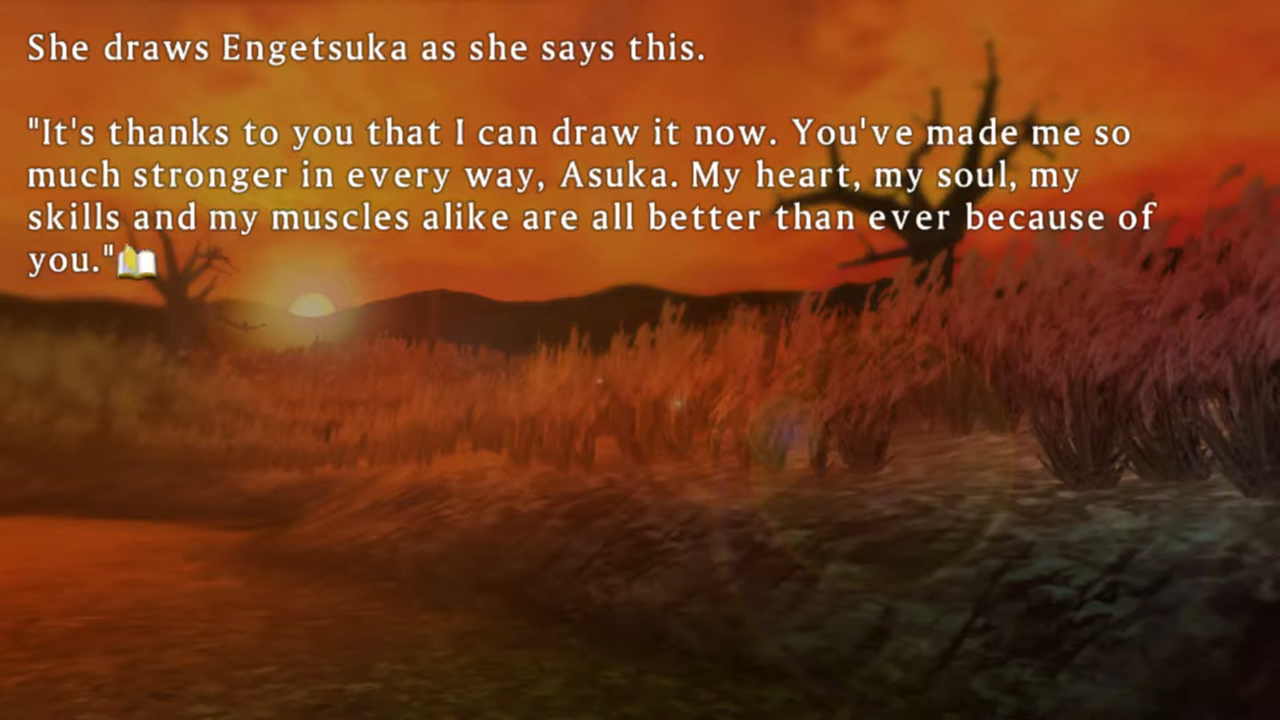 She draws Engetsuka as she says this.
"It's thanks to you that I can draw it now. You've made me so
much stronger in every way, Asuka. My heart, my soul, my
skills and my muscles alike are all better than ever because of
you."